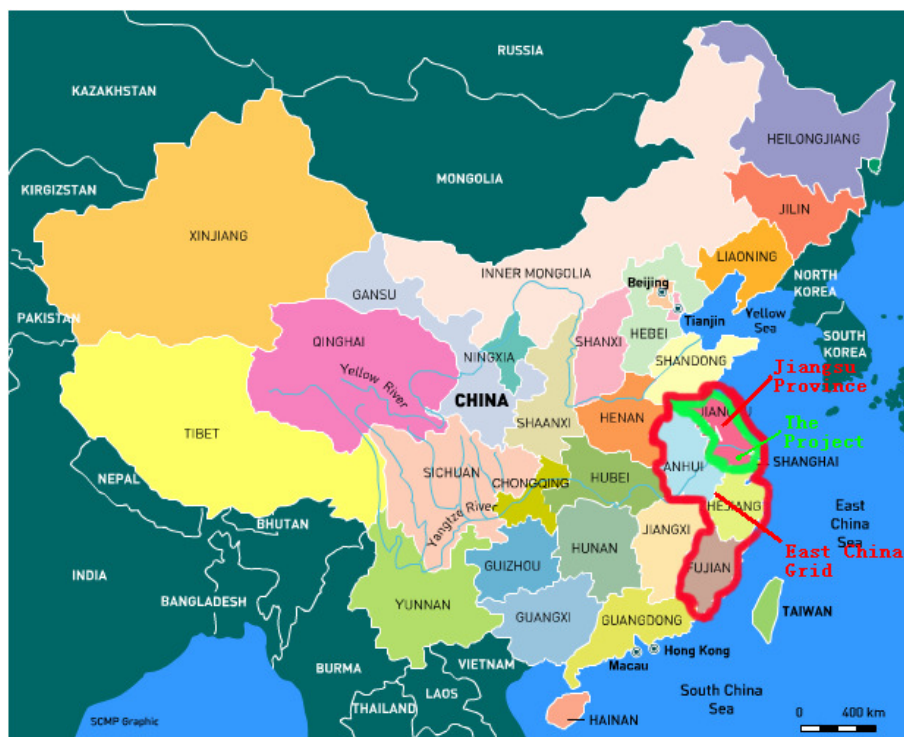 RUSSIA
KAZAKHSTAN
HEILONGJIANG
MONGOLIA
KIRGIZSTAN
JILIN
XINJIANG
LIAONING
INNER MONGOLIA
NORTH
KOREA
Beijing
GANSU
Tianjin
Yellow
Sea
PAKISTAN
QINGHAI
SHANXI
HEBEI
SOUTH
KOREA
NINGXIA
SHANDONG
Jiangsu
Province
Yellow River
CHINA
SHAANXI
HENAN
The
Project
TIBET
ANHUI
SHANGHAI
SICHUAN
CHONGQING
HUBEI
NEPAL
Yangtze River
HEJIANG
East
China
Sea
BHUTAN
JIANGXI
HUNAN
East China
Grid
GUIZHOU
FUJIAN
INDIA
BANGLADESH
YUNNAN
TAIWAN
GUANGXI
GUANGDONG
Hong Kong
Macau
BURMA
VIETNAM
LAOS
THAILAND
South China
Sea
SCMP Graphic
HAINAN
0 400 km